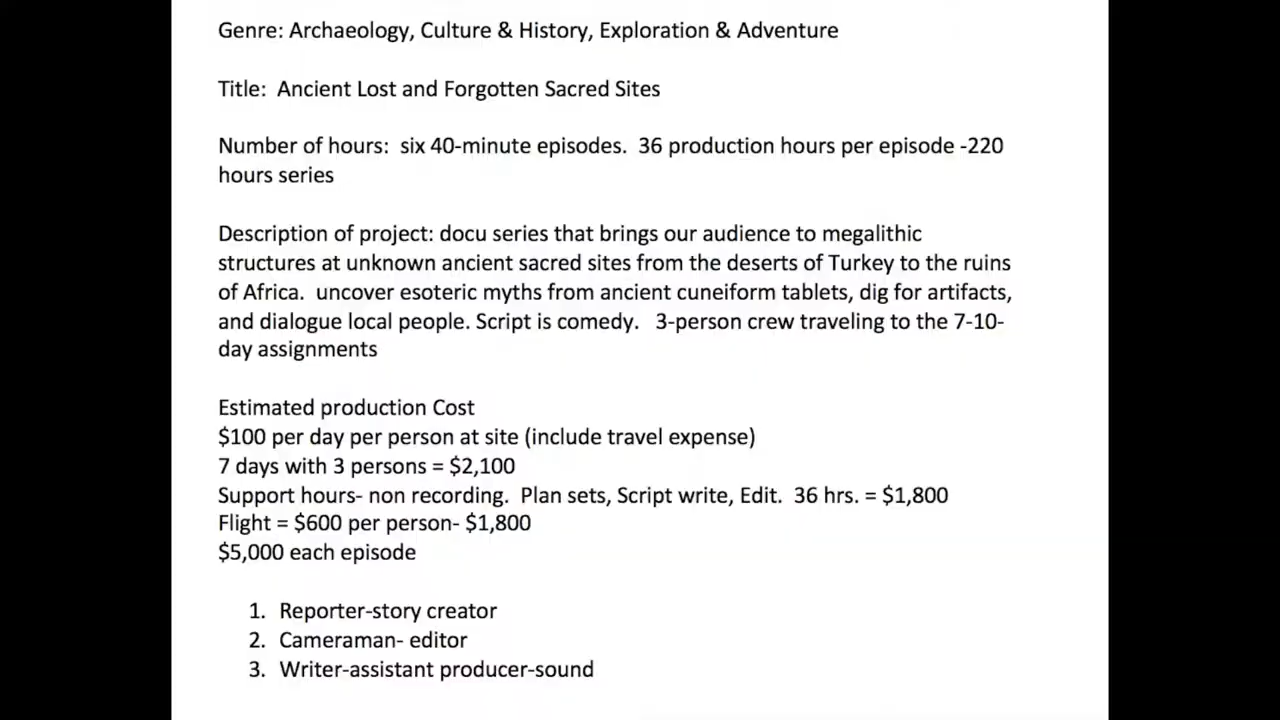 Genre: Archaeology, Culture & History, Exploration & Adventure
Title:  Ancient Lost and Forgotten Sacred Sites
Number of hours:  six 40-minute episodes.  36 production hours per episode -220
hours series
Description of project: docu series that brings our audience to megalithic
structures at unknown ancient sacred sites from the deserts of Turkey to the ruins
of Africa.  uncover esoteric myths from ancient cuneiform tablets, dig for artifacts,
and dialogue local people. Script is comedy.   3-person crew traveling to the 7-10-
day assignments
Estimated production Cost
$100 per day per person at site (include travel expense)
7 days with 3 persons = $2,100
Support hours- non recording.  Plan sets, Script write, Edit.  36 hrs. = $1,800
Flight = $600 per person- $1,800
$5,000 each episode
1. Reporter-story creator
2. Cameraman- editor
3. Writer-assistant producer-sound